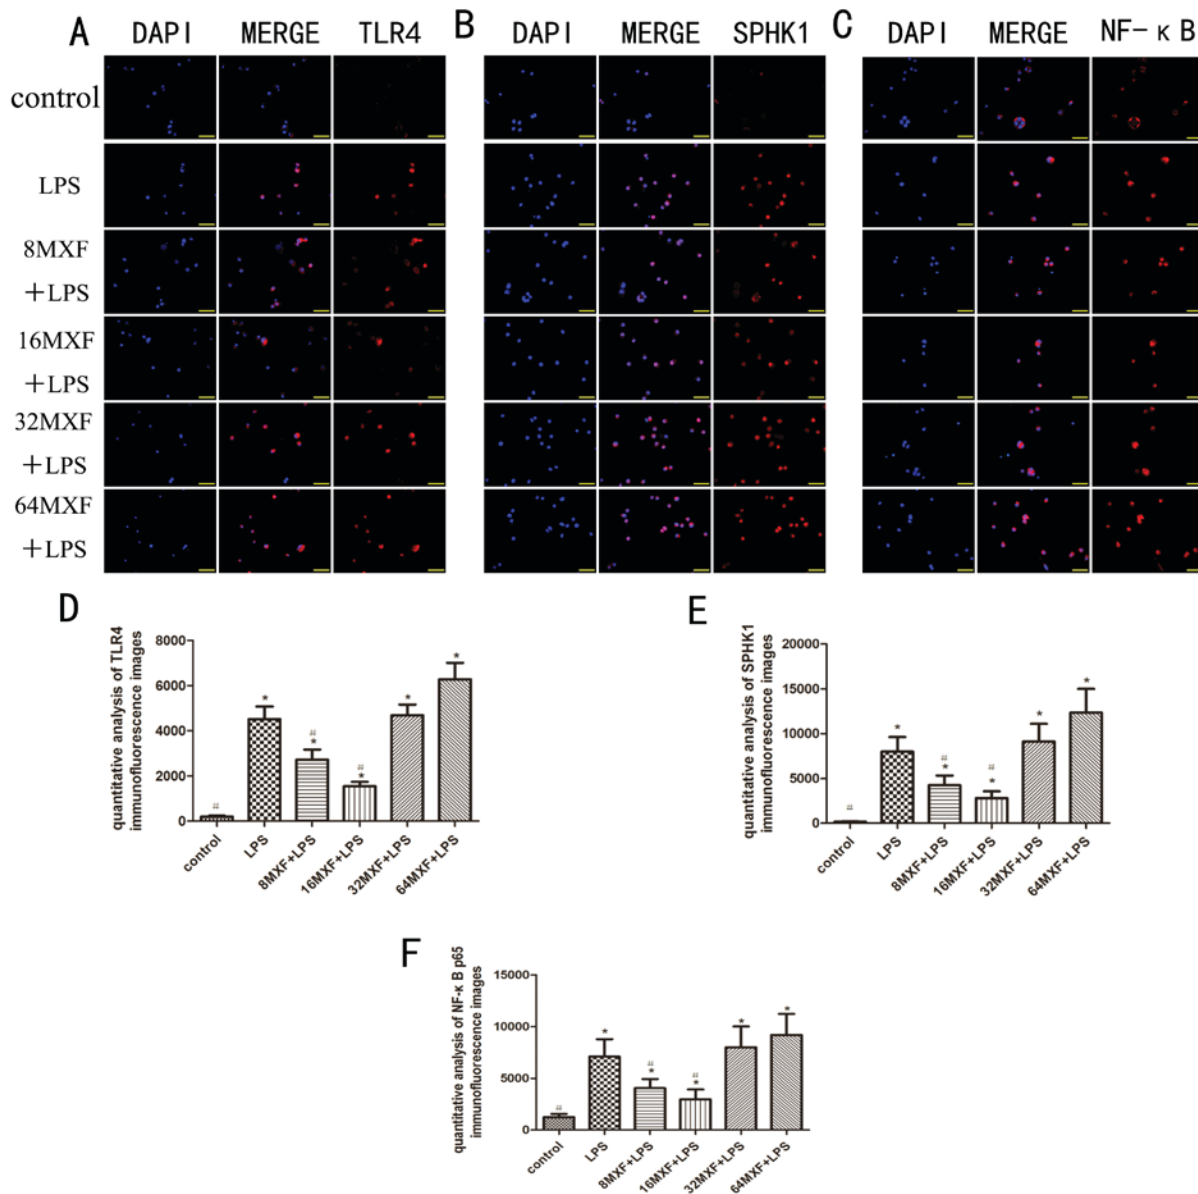 A DAPI MERGE TLR4 B DAPI MERGE SPHK1 C DAPI MERGE NF-κB
control
LPS
8MXF
+LPS
16MXF
+LPS
32MXF
+LPS
64MXF
+LPS
D
quantitative analysis of TLR4
immunofluorescence images
8000
6000
4000
2000
0
#
*
#
*
#
*
*
*
control
LPS
8MXF+LPS
16MXF+LPS
32MXF+LPS
64MXF+LPS
E
quantitative analysis of SPHK1
immunofluorescence images
20000
15000
10000
5000
0
#
*
#
*
#
*
*
*
control
LPS
8MXF+LPS
16MXF+LPS
32MXF+LPS
64MXF+LPS
F
quantitative analysis of NF-κ B p65
immunofluorescence images
15000
10000
5000
0
#
*
#
*
#
*
*
*
control
LPS
8MXF+LPS
16MXF+LPS
32MXF+LPS
64MXF+LPS